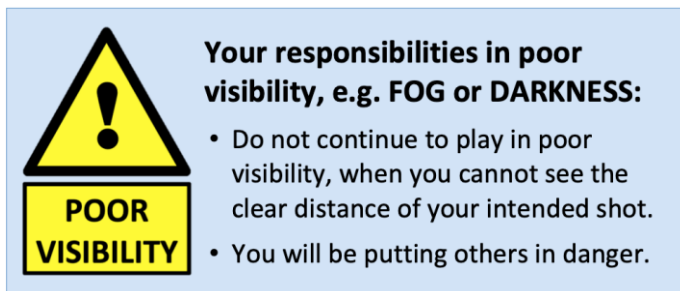 Your responsibilities in poor
visibility, e.g. FOG or DARKNESS:
• Do not continue to play in poor
visibility, when you cannot see the
clear distance of your intended shot.
• You will be putting others in danger.
!
POOR
VISIBILITY